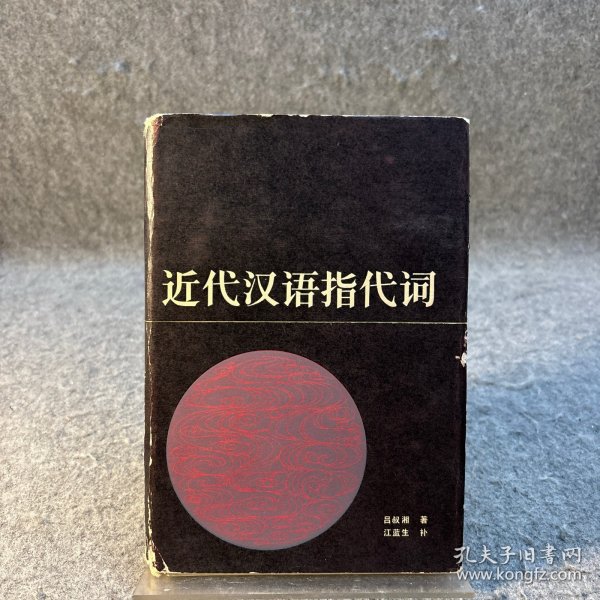 近代汉语指代词
吕叔湘 著
江蓝生 补
孔夫子旧书网
www.kongfz.com